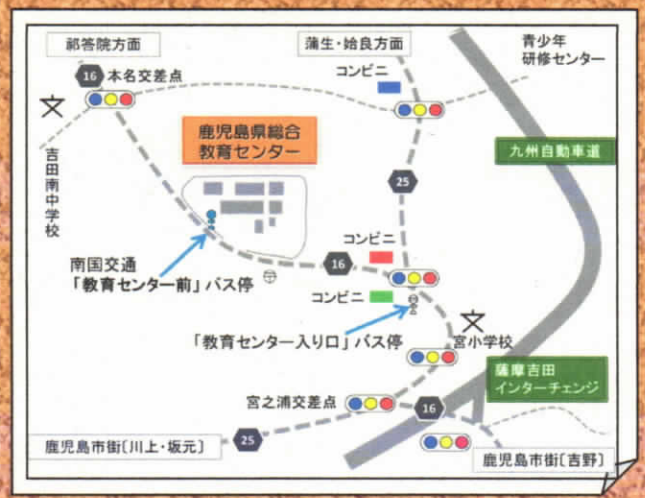 祁答院方面
蒲生・姶良方面
青少年
研修センター
16
本名交差点
コンビニ
吉田南中学校
鹿児島県総合
教育センター
九州自動車道
25
コンビニ
16
南国交通
「教育センター前」バス停
コンビニ
「教育センター入り口」バス停
宮小学校
薩摩吉田
インターチェンジ
宮之浦交差点
16
鹿児島市街〔川上・坂元〕
25
鹿児島市街〔吉野〕